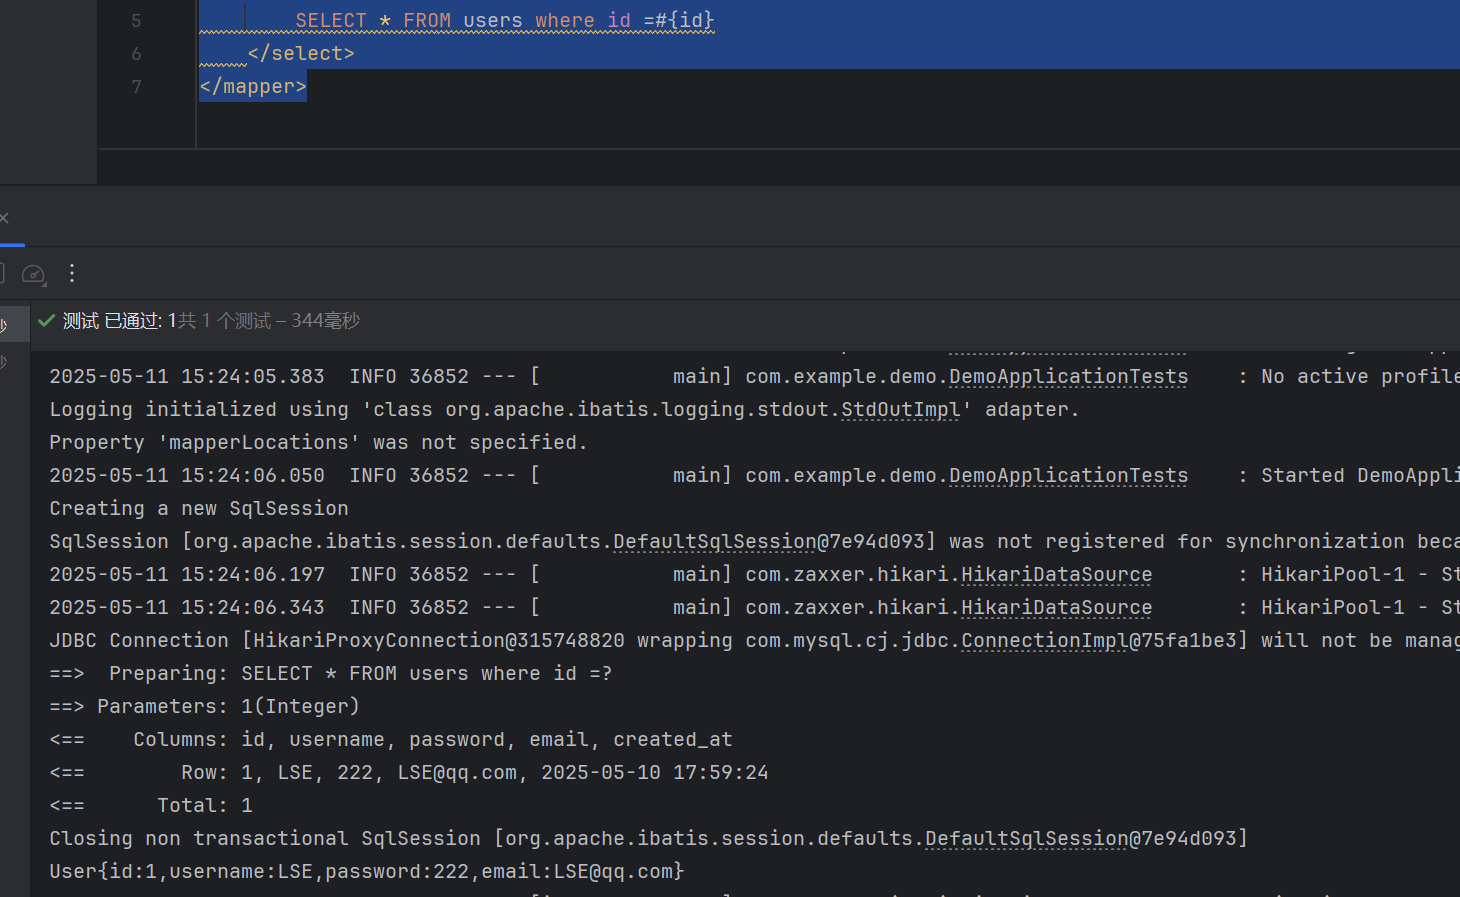 5 SELECT * FROM users where id =#{id}
6 </select>
7 </mapper>
测试 已通过: 1共 1 个测试 – 344毫秒
2025-05-11 15:24:05.383  INFO 36852 --- [           main] com.example.demo.DemoApplicationTests    : No active profile
Logging initialized using 'class org.apache.ibatis.logging.stdout.StdOutImpl' adapter.
Property 'mapperLocations' was not specified.
2025-05-11 15:24:06.050  INFO 36852 --- [           main] com.example.demo.DemoApplicationTests    : Started DemoAppli
Creating a new SqlSession
SqlSession [org.apache.ibatis.session.defaults.DefaultSqlSession@7e94d093] was not registered for synchronization beca
2025-05-11 15:24:06.197  INFO 36852 --- [           main] com.zaxxer.hikari.HikariDataSource       : HikariPool-1 - St
2025-05-11 15:24:06.343  INFO 36852 --- [           main] com.zaxxer.hikari.HikariDataSource       : HikariPool-1 - St
JDBC Connection [HikariProxyConnection@315748820 wrapping com.mysql.cj.jdbc.ConnectionImpl@75fa1be3] will not be manag
==>  Preparing: SELECT * FROM users where id =?
==> Parameters: 1(Integer)
<==    Columns: id, username, password, email, created_at
<==        Row: 1, LSE, 222, LSE@qq.com, 2025-05-10 17:59:24
<==      Total: 1
Closing non transactional SqlSession [org.apache.ibatis.session.defaults.DefaultSqlSession@7e94d093]
User{id:1,username:LSE,password:222,email:LSE@qq.com}